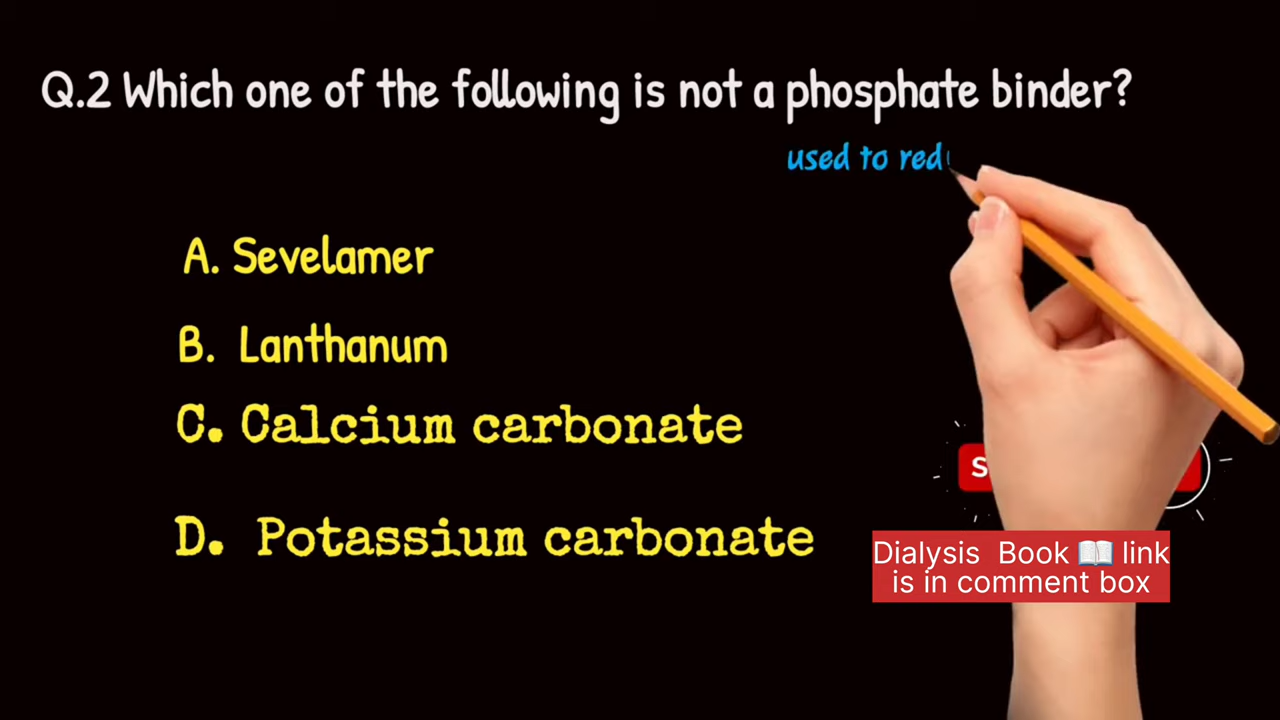 Q.2 Which one of the following is not a phosphate binder?
used to red
A. Sevelamer
B. Lanthanum
C. Calcium carbonate
D. Potassium carbonate
Dialysis Book 📖 link
is in comment box